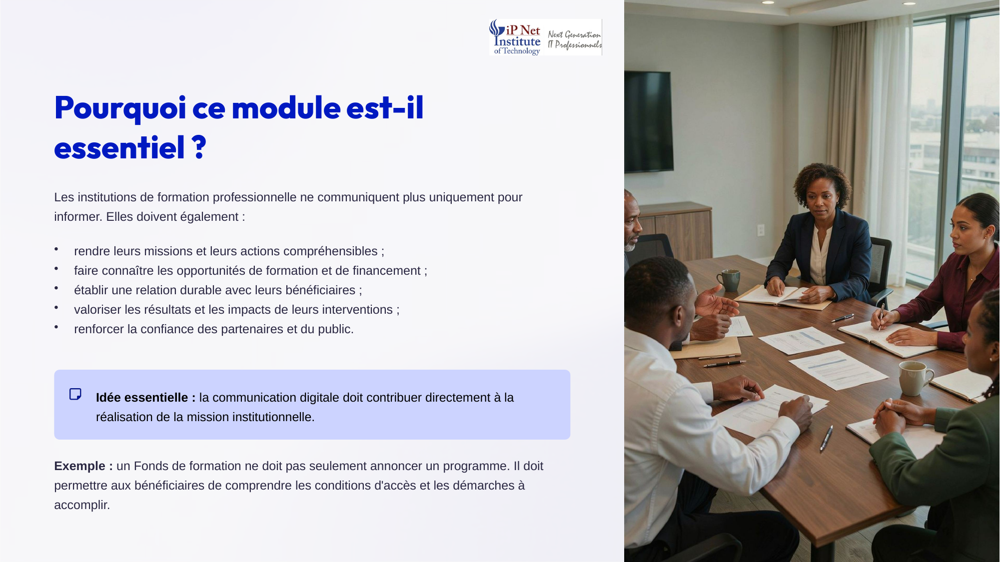 iP Net
Institute
of Technology
Next Generation
IT Professionnels
Pourquoi ce module est-il
essentiel ?
Les institutions de formation professionnelle ne communiquent plus uniquement pour
informer. Elles doivent également :
• rendre leurs missions et leurs actions compréhensibles ;
• faire connaître les opportunités de formation et de financement ;
• établir une relation durable avec leurs bénéficiaires ;
• valoriser les résultats et les impacts de leurs interventions ;
• renforcer la confiance des partenaires et du public.
Idée essentielle : la communication digitale doit contribuer directement à la
réalisation de la mission institutionnelle.
Exemple : un Fonds de formation ne doit pas seulement annoncer un programme. Il doit
permettre aux bénéficiaires de comprendre les conditions d'accès et les démarches à
accomplir.